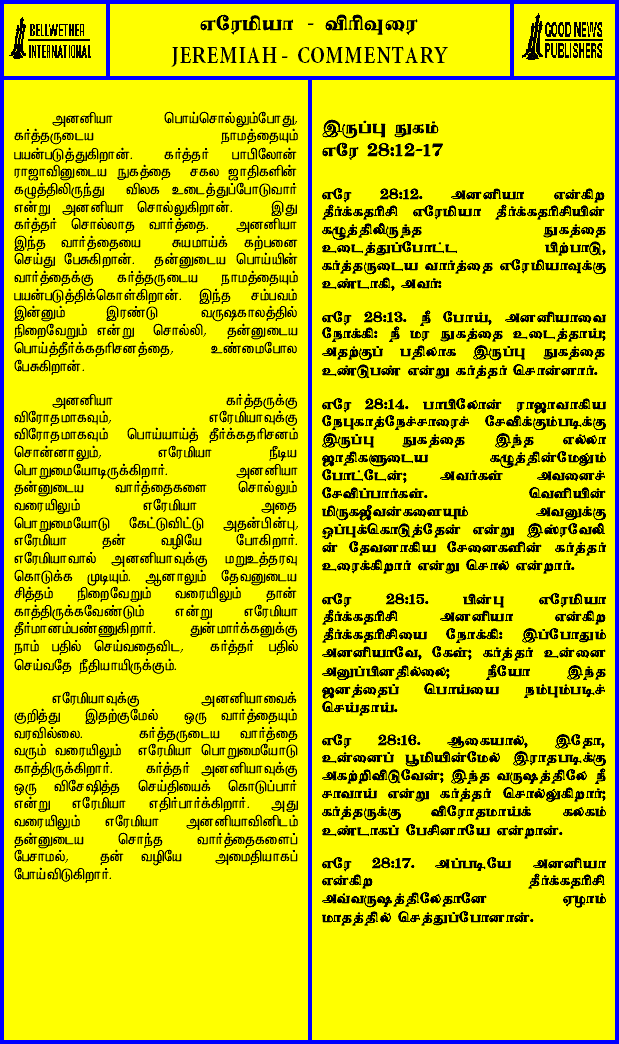 BELLWETHER
INTERNATIONAL
எரேமியா - விரிவுரை
JEREMIAH - COMMENTARY
GOOD NEWS
PUBLISHERS
அனனியா பொய்சொல்லும்போது,
கர்த்தருடைய நாமத்தையும்
பயன்படுத்துகிறான். கர்த்தர் பாபிலோன்
ராஜாவினுடைய நுகத்தை சகல ஜாதிகளின்
கழுத்திலிருந்து விலக உடைத்துப்போடுவார்
என்று அனனியா சொல்லுகிறான். இது
கர்த்தர் சொல்லாத வார்த்தை. அனனியா
இந்த வார்த்தையை சுயமாய்க் கற்பனை
செய்து பேசுகிறான். தன்னுடைய பொய்யின்
வார்த்தைக்கு கர்த்தருடைய நாமத்தையும்
பயன்படுத்திக்கொள்கிறான். இந்த சம்பவம்
இன்னும் இரண்டு வருஷகாலத்தில்
நிறைவேறும் என்று சொல்லி, தன்னுடைய
பொய்த்தீர்க்கதரிசனத்தை, உண்மைபோல
பேசுகிறான்.
அனனியா கர்த்தருக்கு
விரோதமாகவும், எரேமியாவுக்கு
விரோதமாகவும் பொய்யாய்த் தீர்க்கதரிசனம்
சொன்னாலும், எரேமியா நீடிய
பொறுமையோடிருக்கிறார். அனனியா
தன்னுடைய வார்த்தைகளை சொல்லும்
வரையிலும் எரேமியா அதை
பொறுமையோடு கேட்டுவிட்டு அதன்பின்பு,
எரேமியா தன் வழியே போகிறார்.
எரேமியாவால் அனனியாவுக்கு மறுஉத்தரவு
கொடுக்க முடியும். ஆனாலும் தேவனுடைய
சித்தம் நிறைவேறும் வரையிலும் தான்
காத்திருக்கவேண்டும் என்று எரேமியா
தீர்மானம்பண்ணுகிறார். துன்மார்க்கனுக்கு
நாம் பதில் செய்வதைவிட, கர்த்தர் பதில்
செய்வதே நீதியாயிருக்கும்.
எரேமியாவுக்கு அனனியாவைக்
குறித்து இதற்குமேல் ஒரு வார்த்தையும்
வரவில்லை. கர்த்தருடைய வார்த்தை
வரும் வரையிலும் எரேமியா பொறுமையோடு
காத்திருக்கிறார். கர்த்தர் அனனியாவுக்கு
ஒரு விசேஷித்த செய்தியைக் கொடுப்பார்
என்று எரேமியா எதிர்பார்க்கிறார். அது
வரையிலும் எரேமியா அனனியாவினிடம்
தன்னுடைய சொந்த வார்த்தைகளைப்
பேசாமல், தன் வழியே அமைதியாகப்
போய்விடுகிறார்.
இருப்பு நுகம்
எரே 28:12-17
எரே 28:12. அனனியா என்கிற
தீர்க்கதரிசி எரேமியா தீர்க்கதரிசியின்
கழுத்திலிருந்த நுகத்தை
உடைத்துப்போட்ட பிற்பாடு,
கர்த்தருடைய வார்த்தை எரேமியாவுக்கு
உண்டாகி, அவர்:
எரே 28:13. நீ போய், அனனியாவை
நோக்கி: நீ மர நுகத்தை உடைத்தாய்;
அதற்குப் பதிலாக இருப்பு நுகத்தை
உண்டுபண் என்று கர்த்தர் சொன்னார்.
எரே 28:14. பாபிலோன் ராஜாவாகிய
நேபுகாத்நேச்சாரைச் சேவிக்கும்படிக்கு
இருப்பு நுகத்தை இந்த எல்லா
ஜாதிகளுடைய கழுத்தின்மேலும்
போட்டேன்; அவர்கள் அவனைச்
சேவிப்பார்கள். வெளியின்
மிருகஜீவன்களையும் அவனுக்கு
ஒப்புக்கொடுத்தேன் என்று இஸ்ரவேலி
ன் தேவனாகிய சேனைகளின் கர்த்தர்
உரைக்கிறார் என்று சொல் என்றார்.
எரே 28:15. பின்பு எரேமியா
தீர்க்கதரிசி அனனியா என்கிற
தீர்க்கதரிசியை நோக்கி: இப்போதும்
அனனியாவே, கேள்; கர்த்தர் உன்னை
அனுப்பினதில்லை; நீயோ இந்த
ஜனத்தைப் பொய்யை நம்பும்படிச்
செய்தாய்.
எரே 28:16. ஆகையால், இதோ,
உன்னைப் பூமியின்மேல் இராதபடிக்கு
அகற்றிவிடுவேன்; இந்த வருஷத்திலே நீ
சாவாய் என்று கர்த்தர் சொல்லுகிறார்;
கர்த்தருக்கு விரோதமாய்க் கலகம்
உண்டாகப் பேசினாயே என்றான்.
எரே 28:17. அப்படியே அனனியா
என்கிற தீர்க்கதரிசி
அவ்வருஷத்திலேதானே ஏழாம்
மாதத்தில் செத்துப்போனான்.